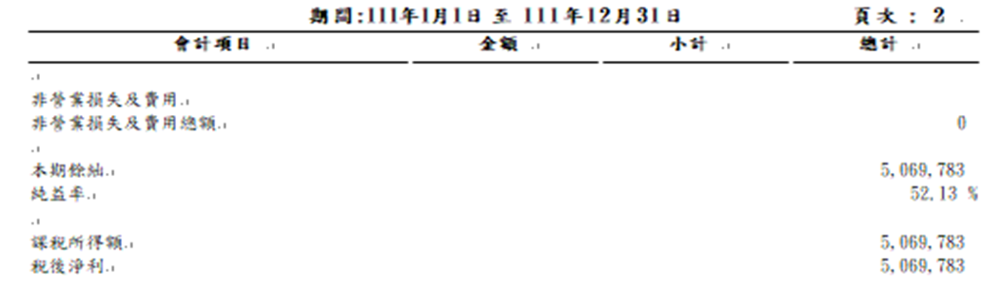 期間:111年1月1日 至 111年12月31日 頁次 : 2
會計項目 金額 小計 總計
非營業損失及費用
非營業損失及費用總額 0
本期餘絀 5,069,783
純益率 52.13 %
課稅所得額 5,069,783
稅後淨利 5,069,783